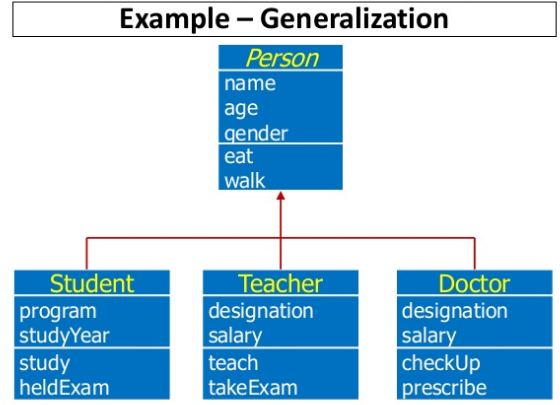 Example – Generalization
Person
name
age
gender
eat
walk
Student
program
studyYear
study
heldExam
Teacher
designation
salary
teach
takeExam
Doctor
designation
salary
checkUp
prescribe